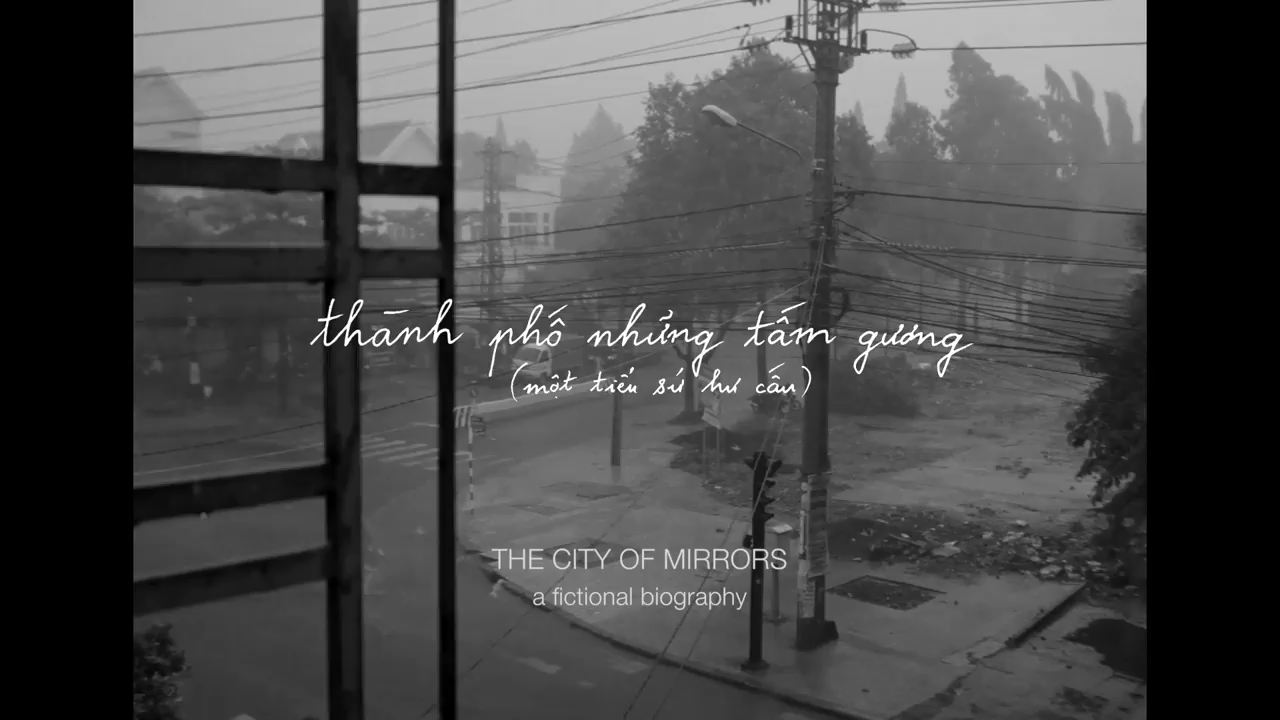 thành phố những tấm gương
(một tiểu sử hư cấu)
THE CITY OF MIRRORS
a fictional biography